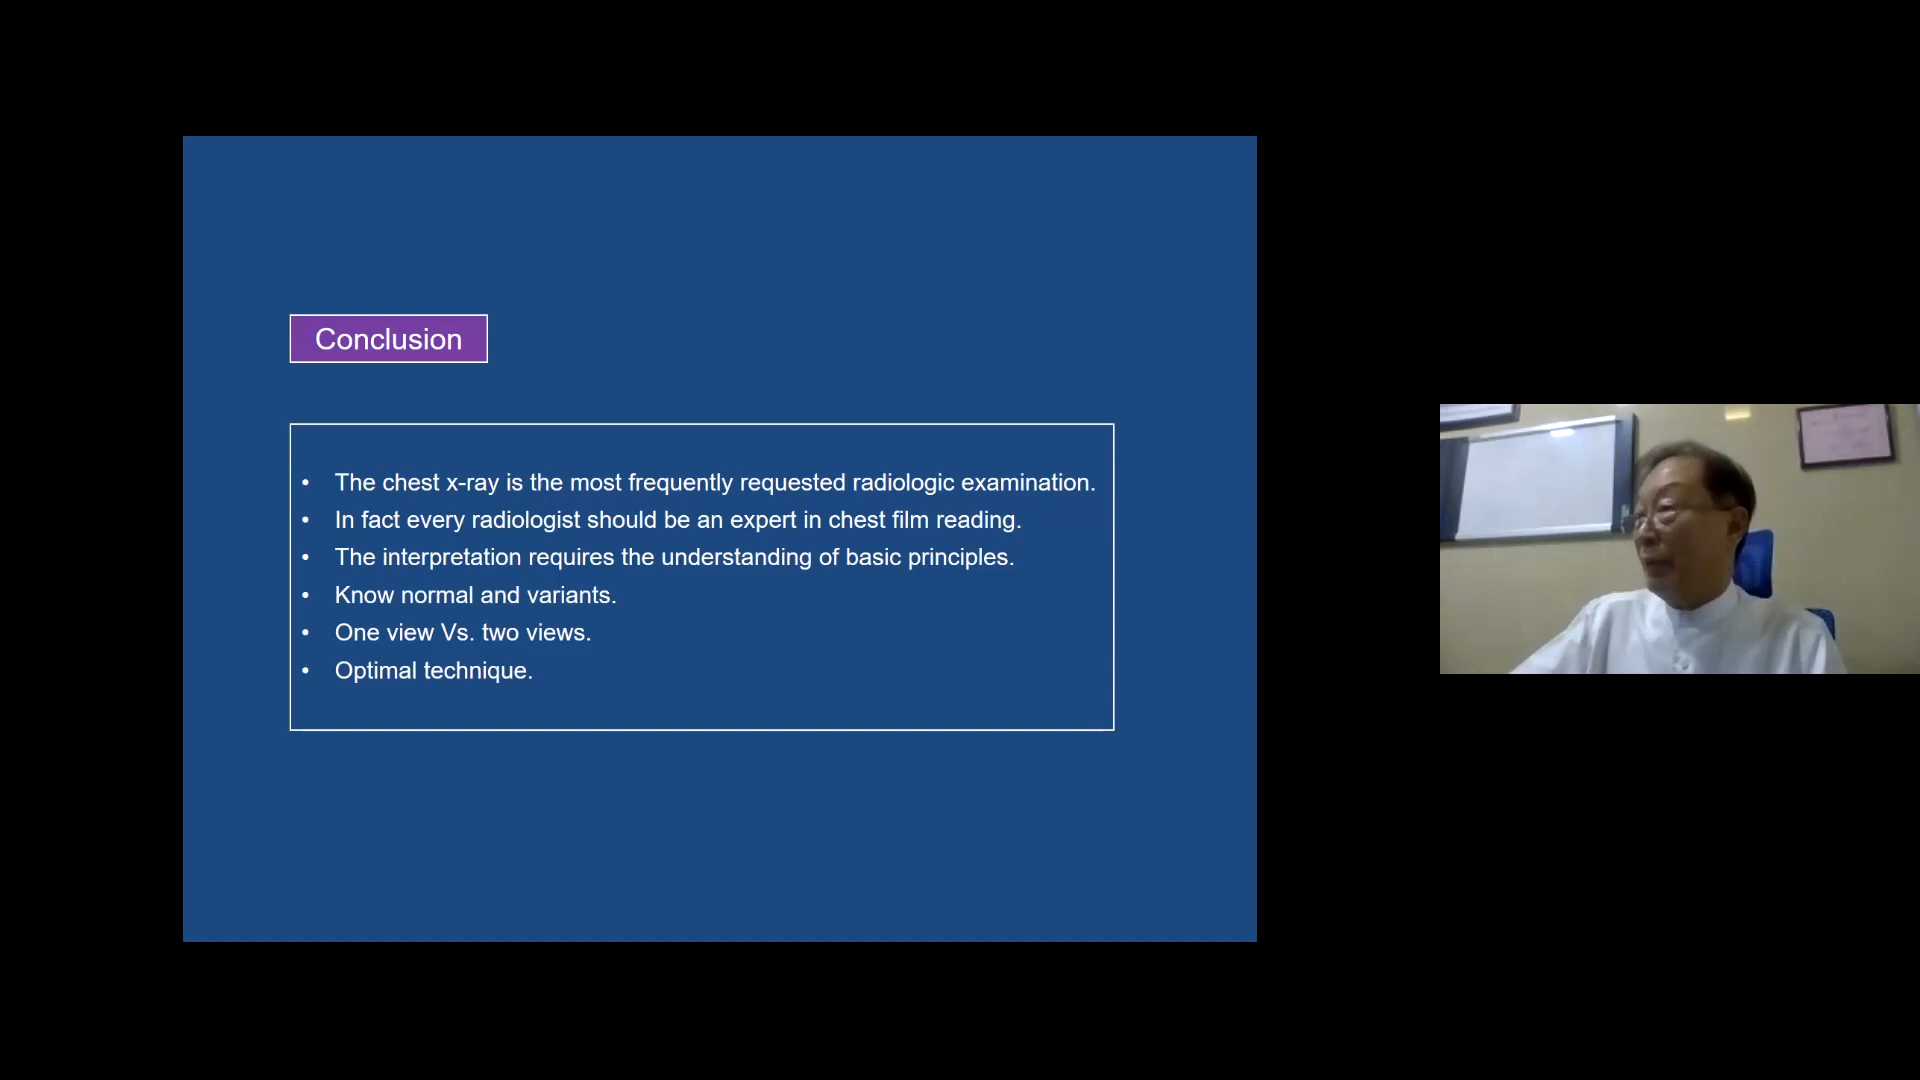 Conclusion
• The chest x-ray is the most frequently requested radiologic examination.
• In fact every radiologist should be an expert in chest film reading.
• The interpretation requires the understanding of basic principles.
• Know normal and variants.
• One view Vs. two views.
• Optimal technique.